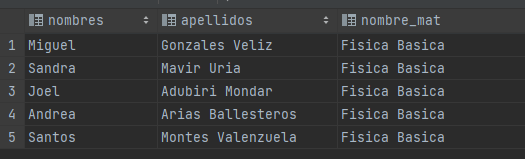 nombres apellidos nombre_mat
1 Miguel Gonzales Veliz Fisica Basica
2 Sandra Mavir Uria Fisica Basica
3 Joel Adubiri Mondar Fisica Basica
4 Andrea Arias Ballesteros Fisica Basica
5 Santos Montes Valenzuela Fisica Basica